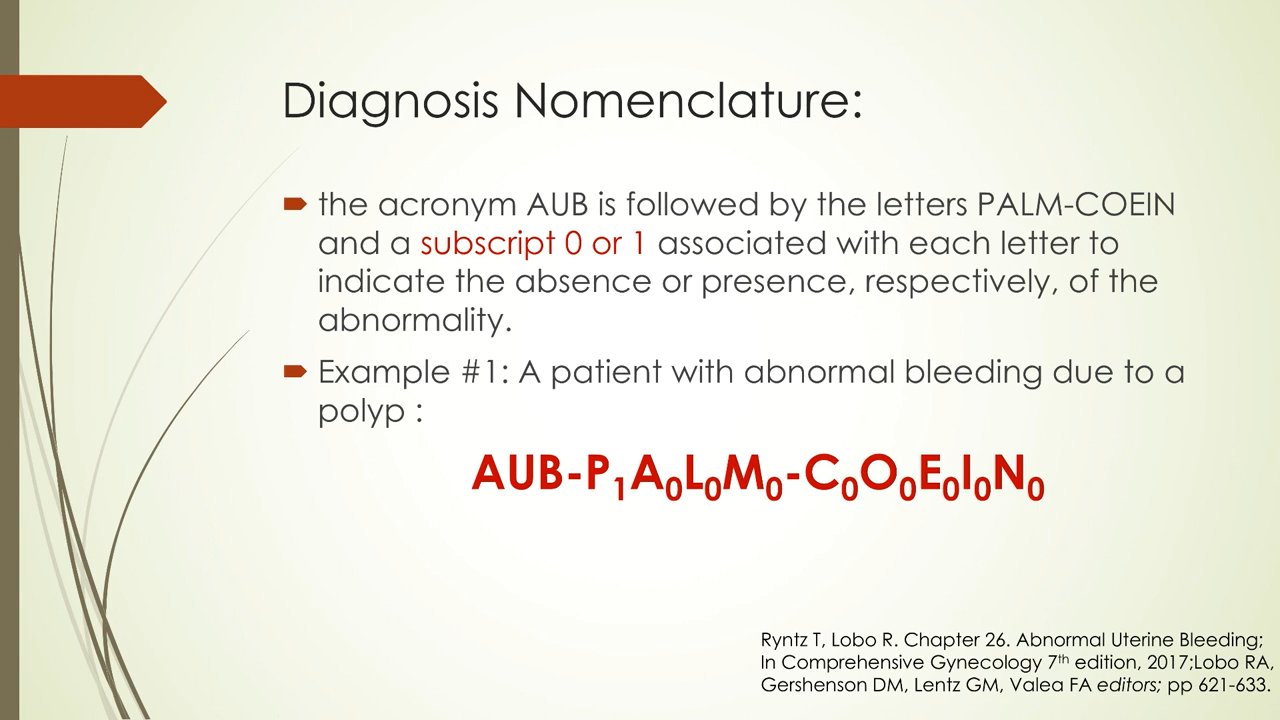 Diagnosis Nomenclature:
the acronym AUB is followed by the letters PALM-COEIN
and a subscript 0 or 1 associated with each letter to
indicate the absence or presence, respectively, of the
abnormality.
Example #1: A patient with abnormal bleeding due to a
polyp :
AUB-P₁A₀L₀M₀-C₀O₀E₀I₀N₀
Ryntz T, Lobo R. Chapter 26. Abnormal Uterine Bleeding;
In Comprehensive Gynecology 7th edition, 2017;Lobo RA,
Gershenson DM, Lentz GM, Valea FA editors; pp 621-633.